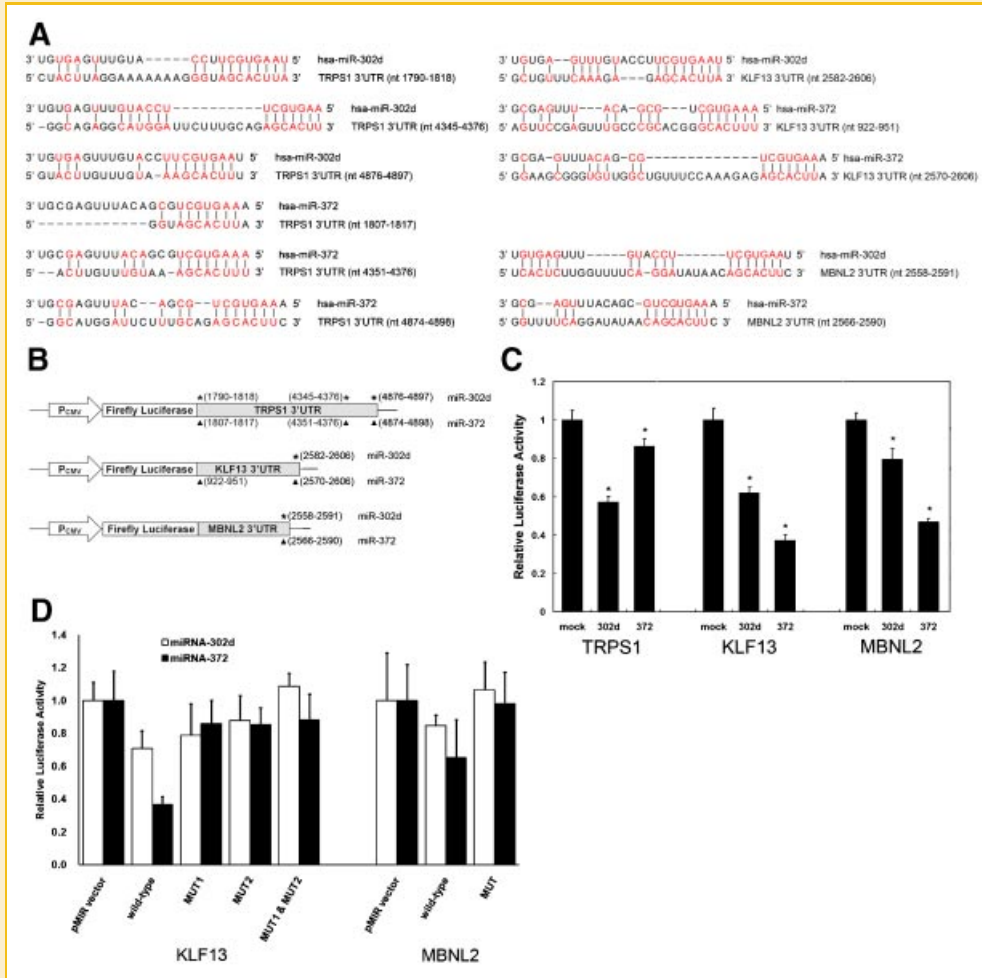 A
3' UGUGAGUUUGUA-----CCUUCGUGAAU 5' hsa-miR-302d
5' CUACUUAGGAAAAAAAGGGUAGCACUUA 3' TRPS1 3'UTR (nt 1790-1818)
3' UGUGAGUUUGUACCU----------UCGUGAA 5' hsa-miR-302d
5' -GGCAGAGGCAUGGAUUCUUUGCAGAGCACUU 3' TRPS1 3'UTR (nt 4345-4376)
3' UGUGAGUUUGUACCUUCGUGAAU 5' hsa-miR-302d
5' GUACUUGUUUGUA-AAGCACUUU 3' TRPS1 3'UTR (nt 4876-4897)
3' UGCGAGUUUACAGCGUCGUGAAA 5' hsa-miR-372
5' ------------GGUAGCACUUA 3' TRPS1 3'UTR (nt 1807-1817)
3' UGCGAGUUUACAGCGUCGUGAAA 5' hsa-miR-372
5' --ACUUGUUUGUAA-AGCACUUU 3' TRPS1 3'UTR (nt 4351-4376)
3' UGCGAGUUUAC--AGCG--UCGUGAAA 5' hsa-miR-372
5' -GGCAUGGAUUCUUUGCAGAGCACUUC 3' TRPS1 3'UTR (nt 4874-4898)
3' UGUGA-GUUUGUACCUUCGUGAAU 5' hsa-miR-302d
5' GCUGUUUCAAAGA---GAGCACUUA 3' KLF13 3'UTR (nt 2582-2606)
3' GCGAGUUU-ACA-GCG--UCGUGAAA 3' hsa-miR-372
5' AGUUCCGAGUUUGCCCGCACGGGCACUUU 3' KLF13 3'UTR (nt 922-951)
3' GCGA-GUUUACAG-CG--------------UCGUGAAA 3' hsa-miR-372
5' GGAAGCGGGUGUUGGCUGUUUCCAAAGAGAGCACUUA 3' KLF13 3'UTR (nt 2570-2606)
3' UGUGAGUUU------GUACCU------UCGUGAAU 5' hsa-miR-302d
5' UCACUCUUGGUUUUCA-GGAUAUAACAGCACUUC 3' MBNL2 3'UTR (nt 2558-2591)
3' GCG--AGUUUACAGC-GUCGUGAAA 3' hsa-miR-372
5' GGUUUUCAGGAUAUAACAGCACUUC 3' MBNL2 3'UTR (nt 2566-2590)
B
*(1790-1818) (4345-4376)* *(4876-4897) miR-302d
PCMV Firefly Luciferase TRPS1 3'UTR
▲(1807-1817) (4351-4376)▲ ▲(4874-4898) miR-372
*(2582-2606) miR-302d
PCMV Firefly Luciferase KLF13 3'UTR
▲(922-951) ▲(2570-2606) miR-372
*(2558-2591) miR-302d
PCMV Firefly Luciferase MBNL2 3'UTR
▲(2566-2590) miR-372
C
Relative Luciferase Activity
1.2
1
0.8
0.6
0.4
0.2
0
* * * * * *
mock 302d 372 mock 302d 372 mock 302d 372
TRPS1 KLF13 MBNL2
D
Relative Luciferase Activity
1.4
1.2
1.0
0.8
0.6
0.4
0.2
0.0
miRNA-302d
miRNA-372
pMIR vector wild-type MUT1 MUT2 MUT1 & MUT2 pMIR vector wild-type MUT
KLF13 MBNL2